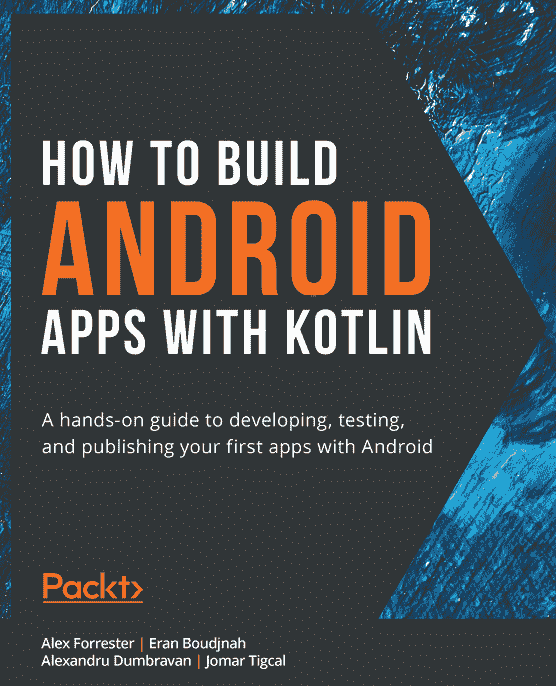 HOW TO BUILD
ANDROID
APPS WITH KOTLIN
A hands-on guide to developing, testing,
and publishing your first apps with Android
Packt>
Alex Forrester | Eran Boudjnah
Alexandru Dumbravan | Jomar Tigcal